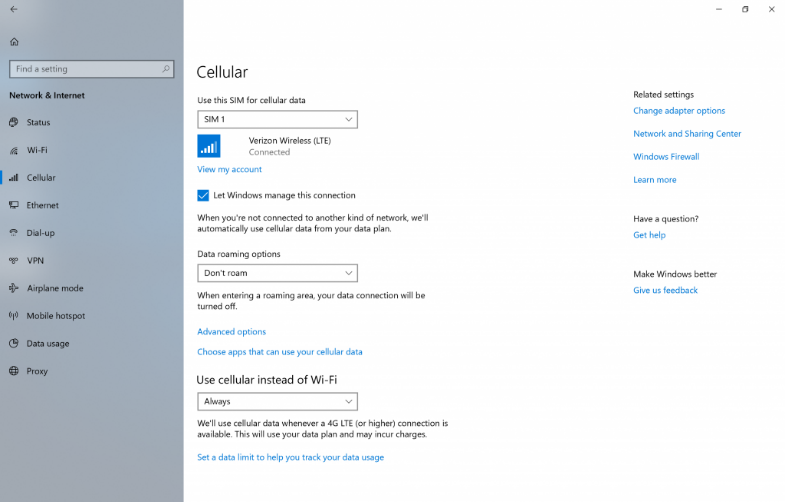 Find a setting
Network & Internet
Status
Wi-Fi
Cellular
Ethernet
Dial-up
VPN
Airplane mode
Mobile hotspot
Data usage
Proxy
Cellular
Use this SIM for cellular data
SIM 1
Verizon Wireless (LTE)
Connected
View my account
Let Windows manage this connection
When you're not connected to another kind of network, we'll
automatically use cellular data from your data plan.
Data roaming options
Don't roam
When entering a roaming area, your data connection will be
turned off.
Advanced options
Choose apps that can use your cellular data
Use cellular instead of Wi-Fi
Always
We'll use cellular data whenever a 4G LTE (or higher) connection is
available. This will use your data plan and may incur charges.
Set a data limit to help you track your data usage
Related settings
Change adapter options
Network and Sharing Center
Windows Firewall
Learn more
Have a question?
Get help
Make Windows better
Give us feedback